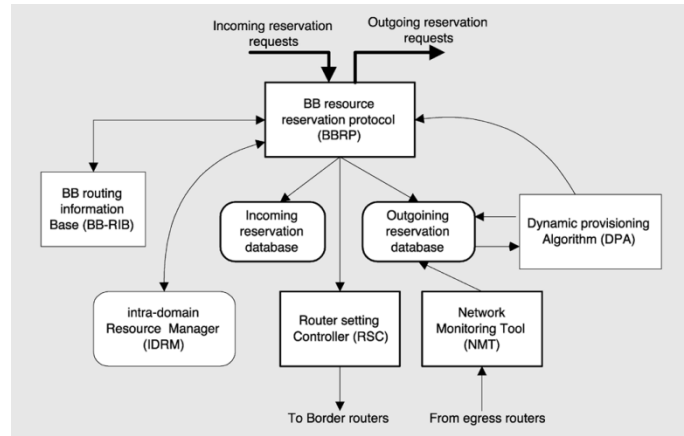 Incoming reservation
requests
Outgoing reservation
requests
BB resource
reservation protocol
(BBRP)
BB routing
information
Base (BB-RIB)
Incoming
reservation
database
Outgoining
reservation
database
Dynamic provisioning
Algorithm (DPA)
intra-domain
Resource Manager
(IDRM)
Router setting
Controller (RSC)
Network
Monitoring Tool
(NMT)
To Border routers
From egress routers